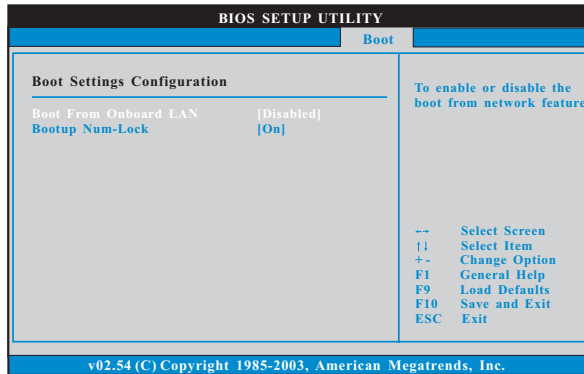 BIOS SETUP UTILITY
Boot
Boot Settings Configuration
Boot From Onboard LAN [Disabled]
Bootup Num-Lock [On]
To enable or disable the
boot from network feature
←→ Select Screen
↑↓ Select Item
+ - Change Option
F1 General Help
F9 Load Defaults
F10 Save and Exit
ESC Exit
v02.54 (C) Copyright 1985-2003, American Megatrends, Inc.